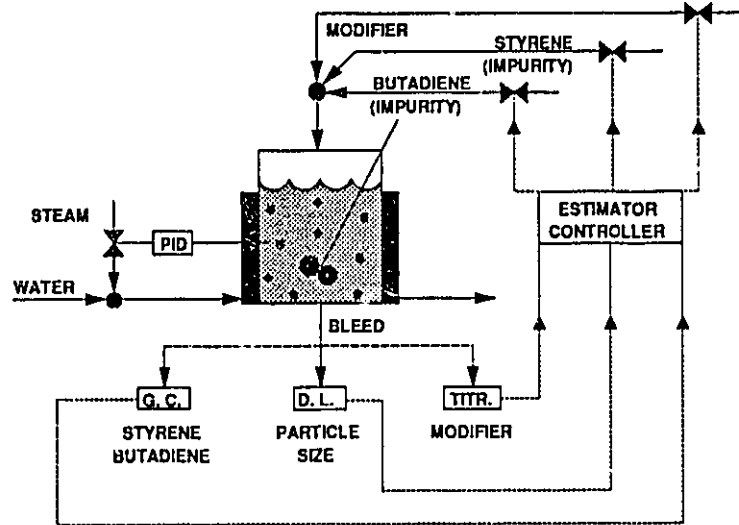 MODIFIER
STYRENE
(IMPURITY)
BUTADIENE
(IMPURITY)
STEAM
PID
ESTIMATOR
CONTROLLER
WATER
BLEED
G. C.
D. L.
TITR.
STYRENE
BUTADIENE
PARTICLE
SIZE
MODIFIER